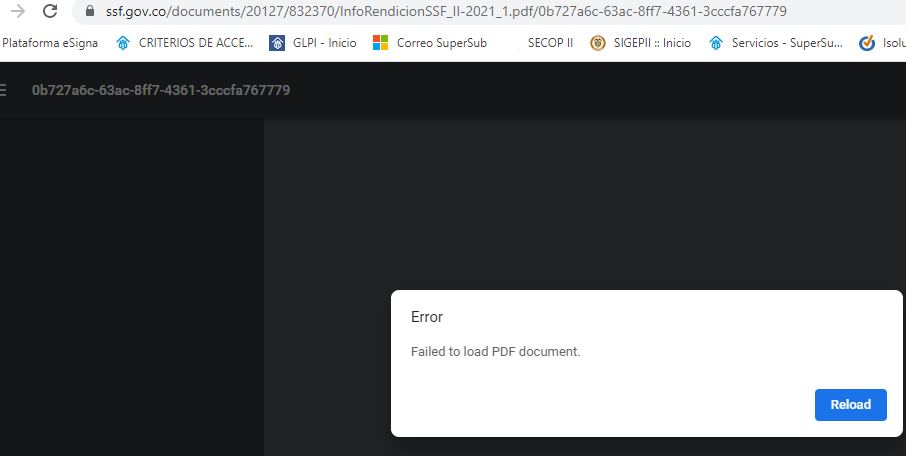 ssf.gov.co/documents/20127/832370/InfoRendicionSSF_II-2021_1.pdf/0b727a6c-63ac-8ff7-4361-3cccfa767779
Plataforma eSigna CRITERIOS DE ACCE... GLPI - Inicio Correo SuperSub SECOP II SIGEPII :: Inicio Servicios - SuperSu... Isolu
0b727a6c-63ac-8ff7-4361-3cccfa767779
Error
Failed to load PDF document.
Reload